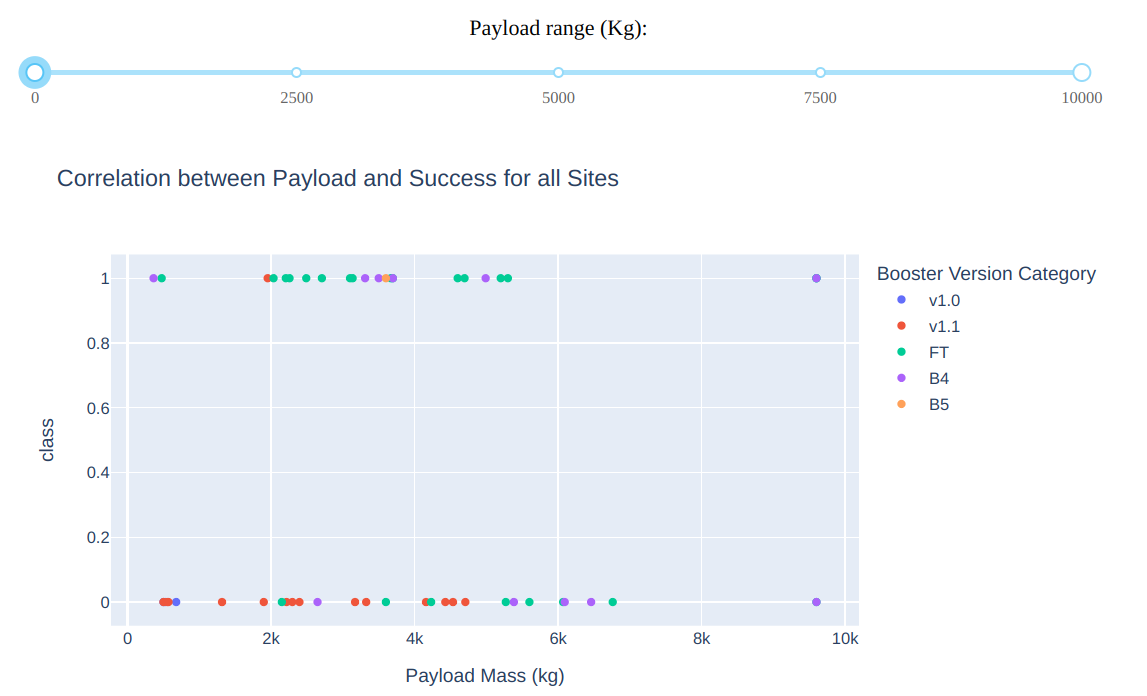 Payload range (Kg):
0 2500 5000 7500 10000
Correlation between Payload and Success for all Sites
Booster Version Category
v1.0
v1.1
FT
B4
B5
class
1
0.8
0.6
0.4
0.2
0
0 2k 4k 6k 8k 10k
Payload Mass (kg)